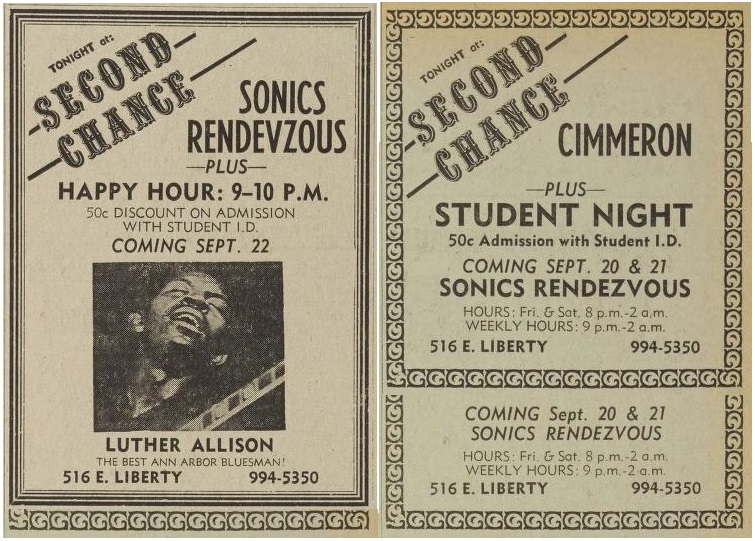 TONIGHT at:
SECOND
CHANCE
SONICS
RENDEVZOUS
—PLUS—
HAPPY HOUR: 9–10 P.M.
50c DISCOUNT ON ADMISSION
WITH STUDENT I.D.
COMING SEPT. 22
LUTHER ALLISON
THE BEST ANN ARBOR BLUESMAN!
516 E. LIBERTY 994-5350
TONIGHT at:
SECOND
CHANCE
CIMMERON
—PLUS—
STUDENT NIGHT
50c Admission with Student I.D.
COMING SEPT. 20 & 21
SONICS RENDEZVOUS
HOURS: Fri. & Sat. 8 p.m.-2 a.m.
WEEKLY HOURS: 9 p.m.-2 a.m.
516 E. LIBERTY 994-5350
COMING Sept. 20 & 21
SONICS RENDEZVOUS
HOURS: Fri. & Sat. 8 p.m.-2 a.m.
WEEKLY HOURS: 9 p.m.-2 a.m.
516 E. LIBERTY 994-5350